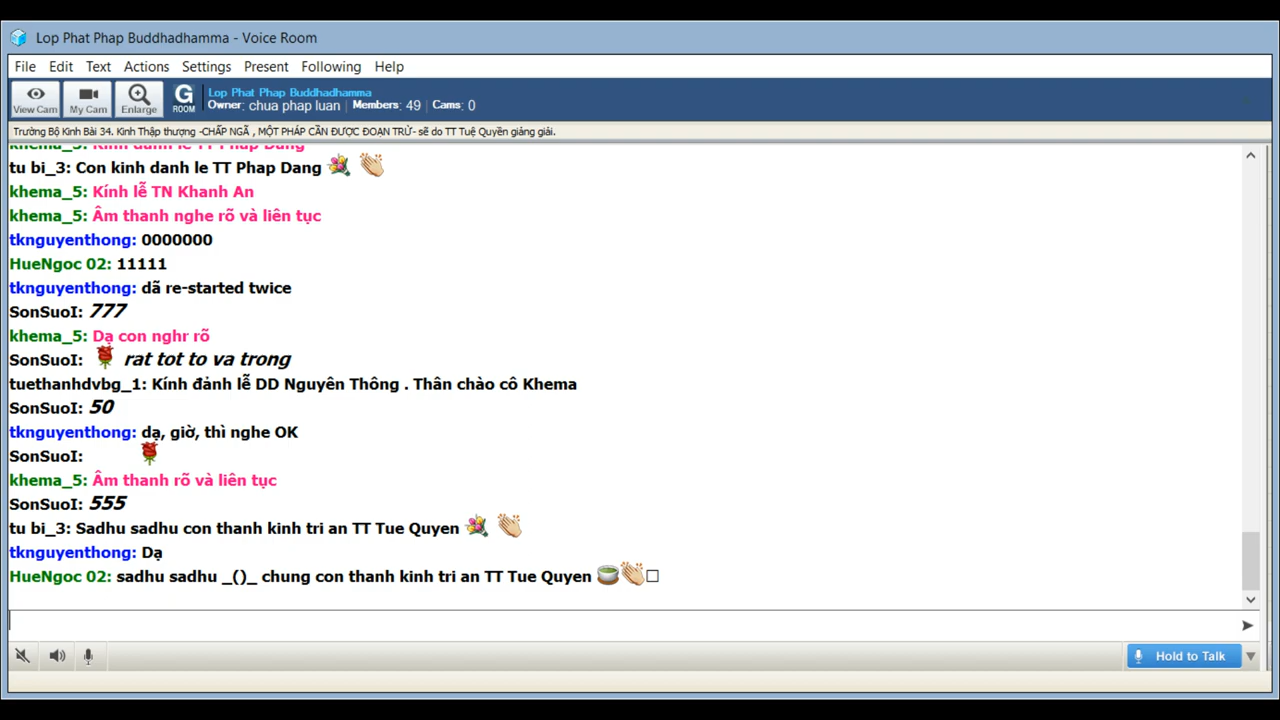 Lop Phat Phap Buddhadhamma - Voice Room
File Edit Text Actions Settings Present Following Help
View Cam My Cam Enlarge G ROOM Lop Phat Phap Buddhadhamma
Owner: chua phap luan Members: 49 Cams: 0
Trường Bộ Kinh Bài 34. Kinh Thập thượng -CHẤP NGÃ , MỘT PHÁP CẦN ĐƯỢC ĐOẠN TRỪ- sẽ do TT Tuệ Quyền giảng giải.
khema_5: Kính danh le TT Phap Dang
tu bi_3: Con kinh danh le TT Phap Dang
khema_5: Kính lễ TN Khanh An
khema_5: Âm thanh nghe rõ và liên tục
tknguyenthong: 0000000
HueNgoc 02: 11111
tknguyenthong: dã re-started twice
SonSuoI: 777
khema_5: Dạ con nghr rõ
SonSuoI: rat tot to va trong
tuethanhdvbg_1: Kính đảnh lễ DD Nguyên Thông . Thân chào cô Khema
SonSuoI: 50
tknguyenthong: dạ, giờ, thì nghe OK
SonSuoI:
khema_5: Âm thanh rõ và liên tục
SonSuoI: 555
tu bi_3: Sadhu sadhu con thanh kinh tri an TT Tue Quyen
tknguyenthong: Dạ
HueNgoc 02: sadhu sadhu _()_ chung con thanh kinh tri an TT Tue Quyen
Hold to Talk